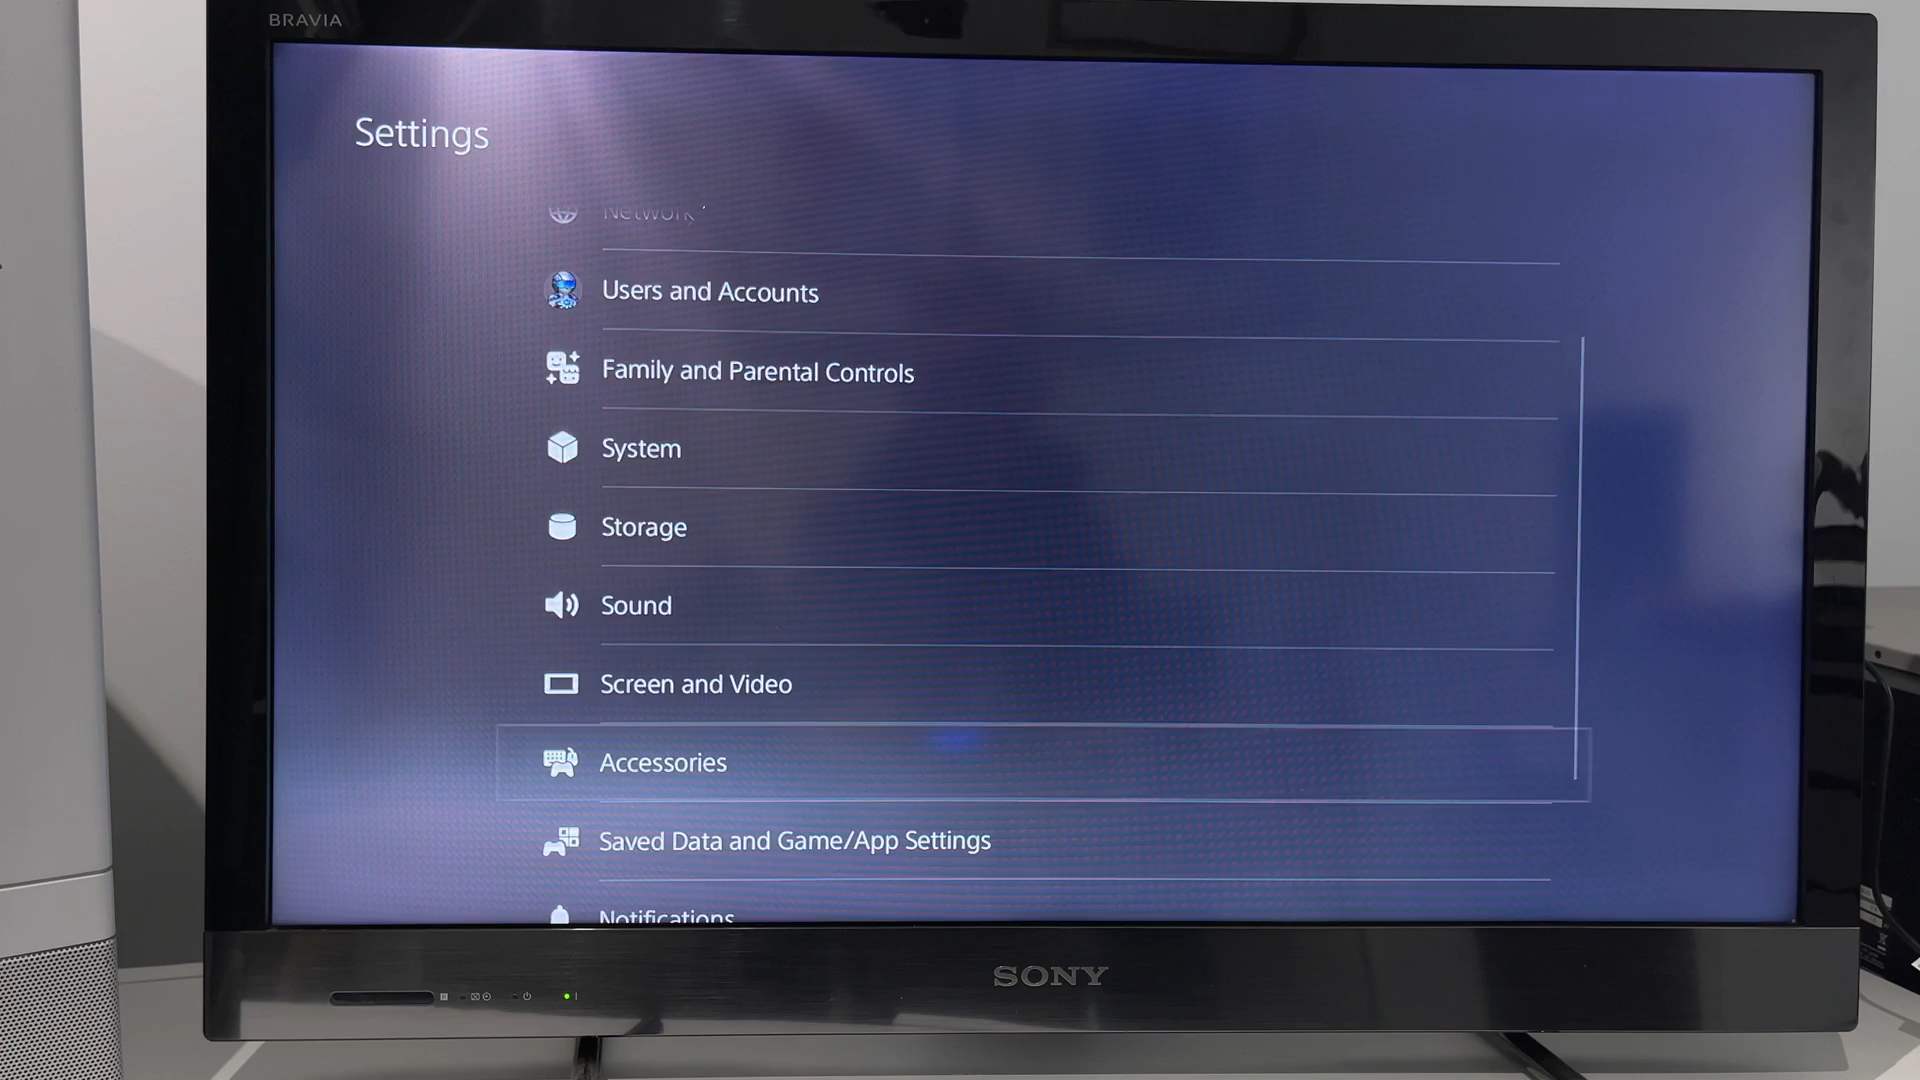 BRAVIA
Settings
Network
Users and Accounts
Family and Parental Controls
System
Storage
Sound
Screen and Video
Accessories
Saved Data and Game/App Settings
Notifications
SONY